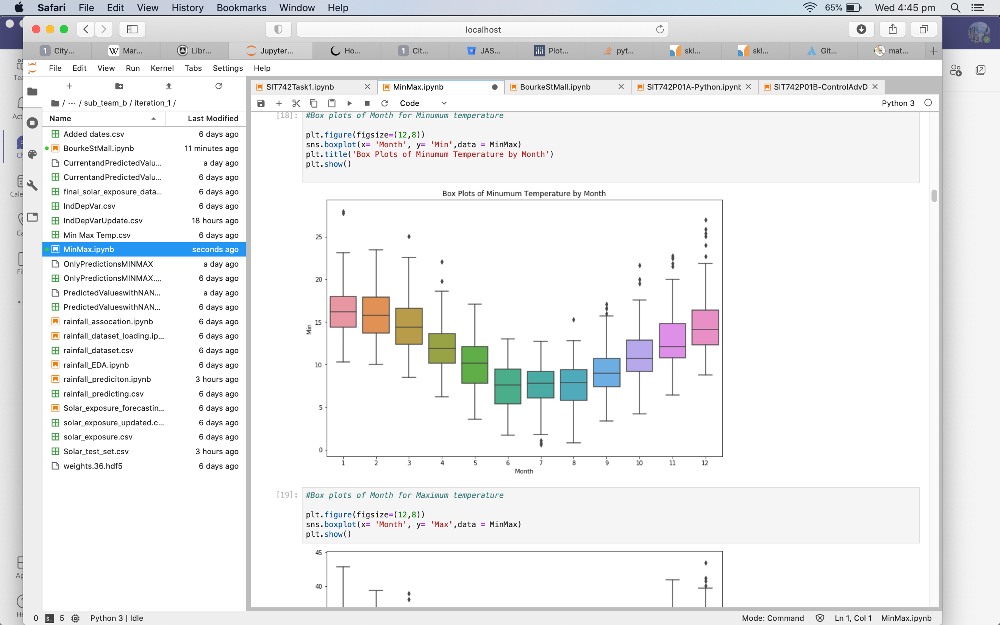 Safari File Edit View History Bookmarks Window Help 65% Wed 4:45 pm
localhost
1 City... W Mar... Libr... Jupyter... Ho... 1 Cit... JAS... Plot... pyt... skl... skl... Git... mat...
File Edit View Run Kernel Tabs Settings Help
SIT742Task1.ipynb MinMax.ipynb BourkeStMall.ipynb SIT742P01A-Python.ipynb SIT742P01B-ControlAdvD
/ ... / sub_team_b / iteration_1 /
Code Python 3
Name Last Modified
Added dates.csv 6 days ago
BourkeStMall.ipynb 11 minutes ago
CurrentandPredictedValu... a day ago
CurrentandPredictedValu... 6 days ago
final_solar_exposure_data... 6 days ago
IndDepVar.csv 6 days ago
IndDepVarUpdate.csv 18 hours ago
Min Max Temp.csv 6 days ago
MinMax.ipynb seconds ago
OnlyPredictionsMINMAX a day ago
OnlyPredictionsMINMAX.... 6 days ago
PredictedValueswithNAN... a day ago
PredictedValueswithNAN... 6 days ago
rainfall_assocation.ipynb 6 days ago
rainfall_dataset_loading.ip... 6 days ago
rainfall_dataset.csv 6 days ago
rainfall_EDA.ipynb 6 days ago
rainfall_prediciton.ipynb 3 hours ago
rainfall_predicting.csv 6 days ago
Solar_exposure_forecastin... 6 days ago
solar_exposure_updated.c... 6 days ago
solar_exposure.csv 6 days ago
Solar_test_set.csv 3 hours ago
weights.36.hdf5 6 days ago
[18]: #Box plots of Month for Minumum temperature
plt.figure(figsize=(12,8))
sns.boxplot(x= 'Month', y= 'Min',data = MinMax)
plt.title('Box Plots of Minumum Temperature by Month')
plt.show()
Box Plots of Minumum Temperature by Month
25
20
15
Min
10
5
0
1 2 3 4 5 6 7 8 9 10 11 12
Month
[19]: #Box plots of Month for Maximum temperature
plt.figure(figsize=(12,8))
sns.boxplot(x= 'Month', y= 'Max',data = MinMax)
plt.show()
45
40
0 $_ 5 Python 3 | Idle Mode: Command Ln 1, Col 1 MinMax.ipynb